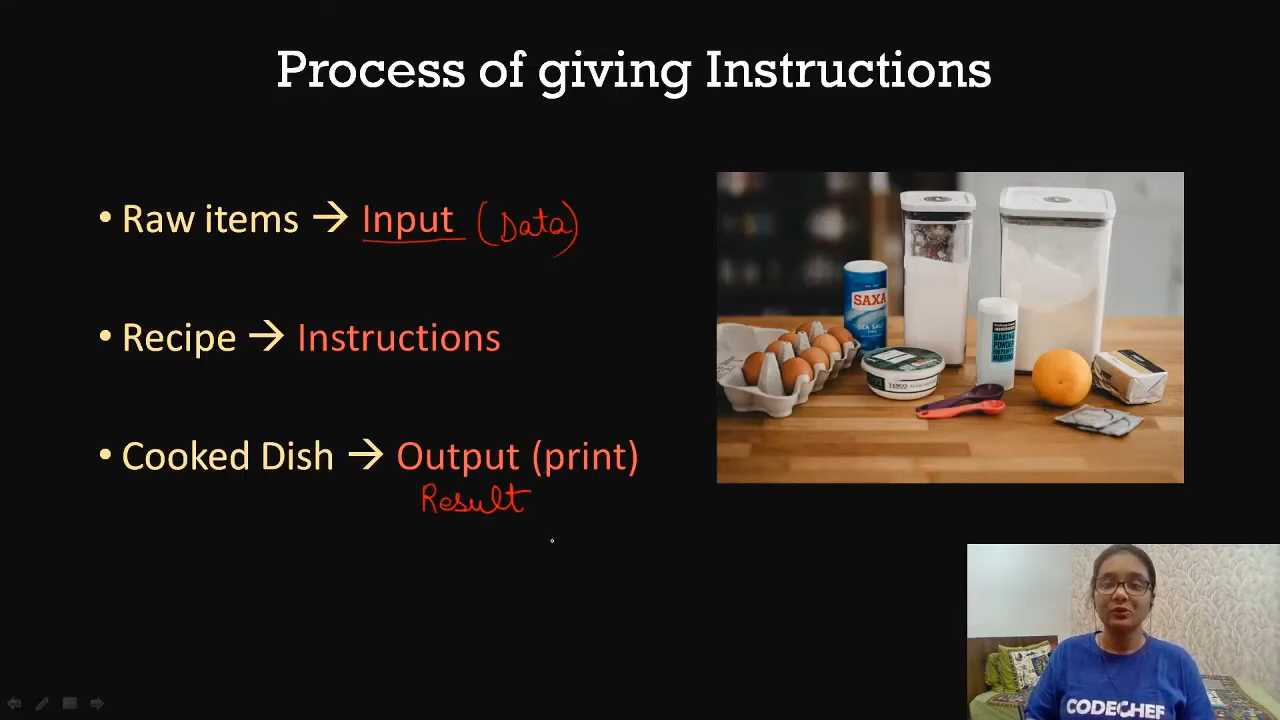 Process of giving Instructions
• Raw items → Input (Data)
• Recipe → Instructions
• Cooked Dish → Output (print)
Result
SAXA
SEA SALT
BAKING
POWDER
TESCO
CODECHEF